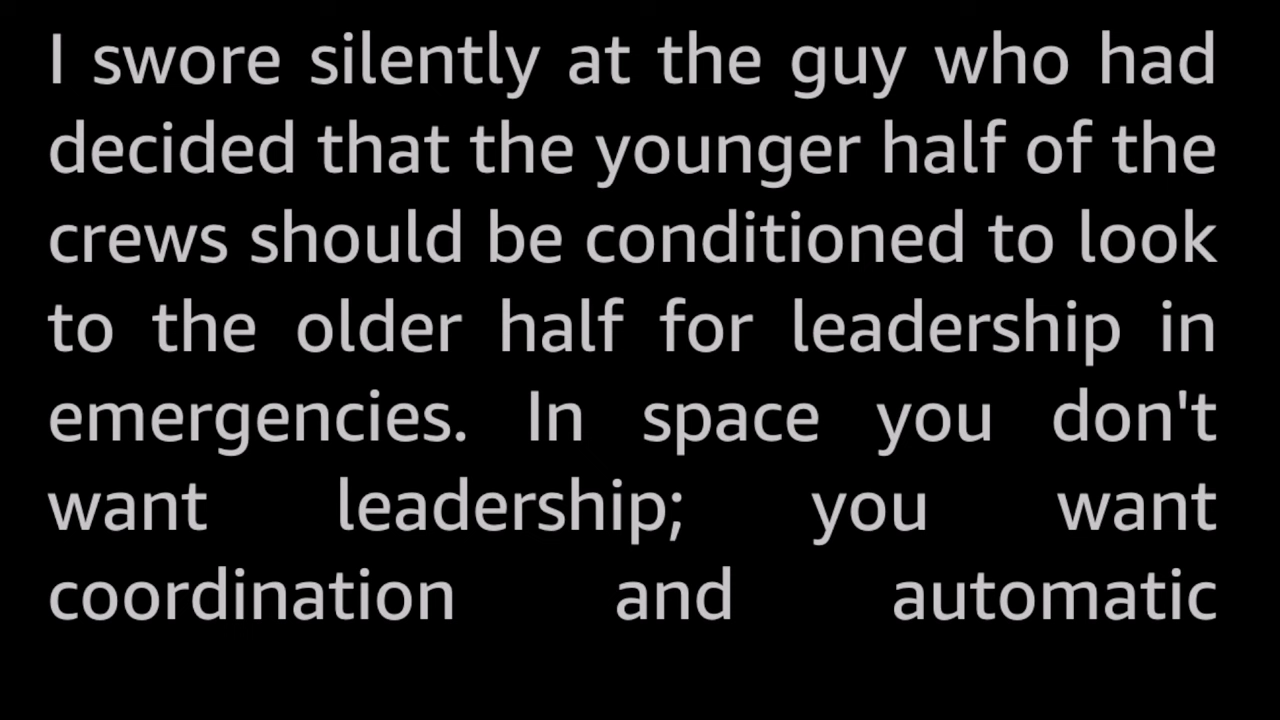 I swore silently at the guy who had
decided that the younger half of the
crews should be conditioned to look
to the older half for leadership in
emergencies. In space you don't
want leadership; you want
coordination and automatic